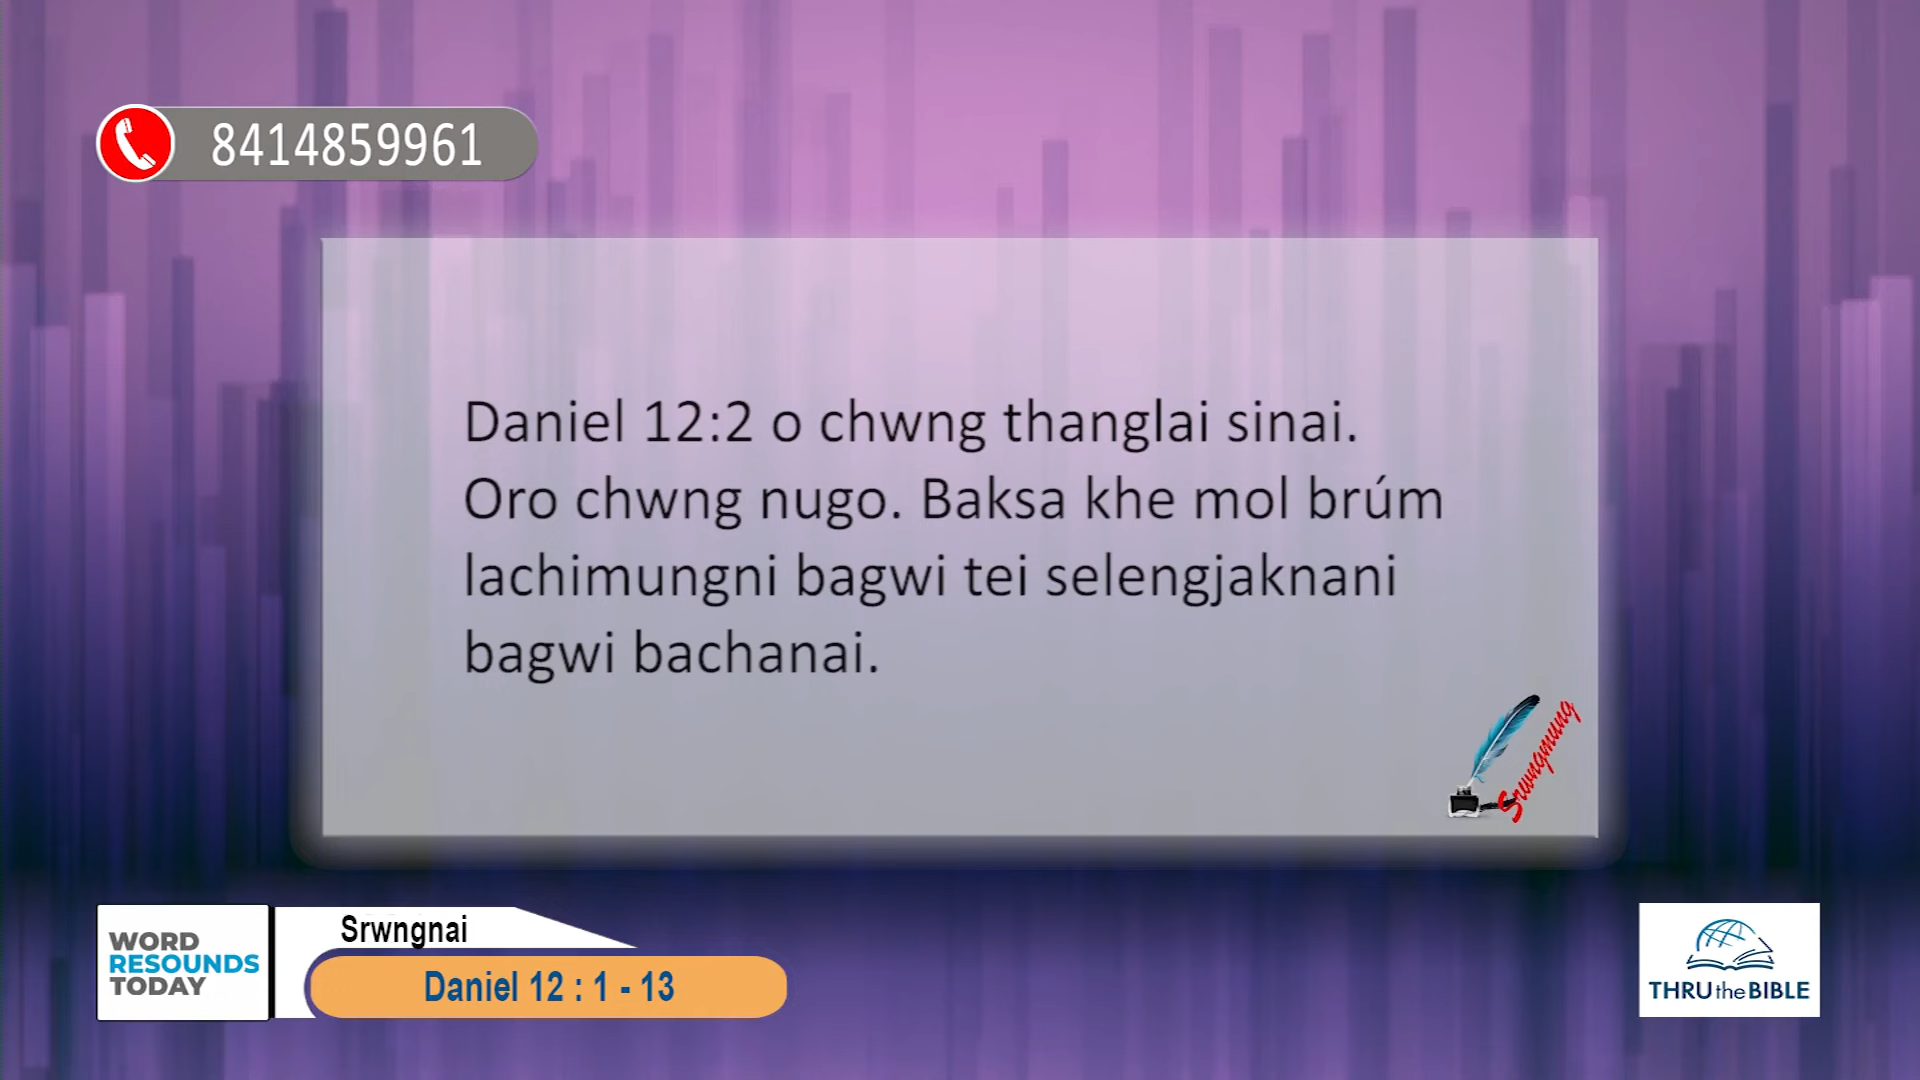 8414859961
Daniel 12:2 o chwng thanglai sinai.
Oro chwng nugo. Baksa khe mol brúm
lachimungni bagwi tei selengjaknani
bagwi bachanai.
Srwngmung
WORD
RESOUNDS
TODAY
Srwngnai
Daniel 12 : 1 - 13
THRU the BIBLE